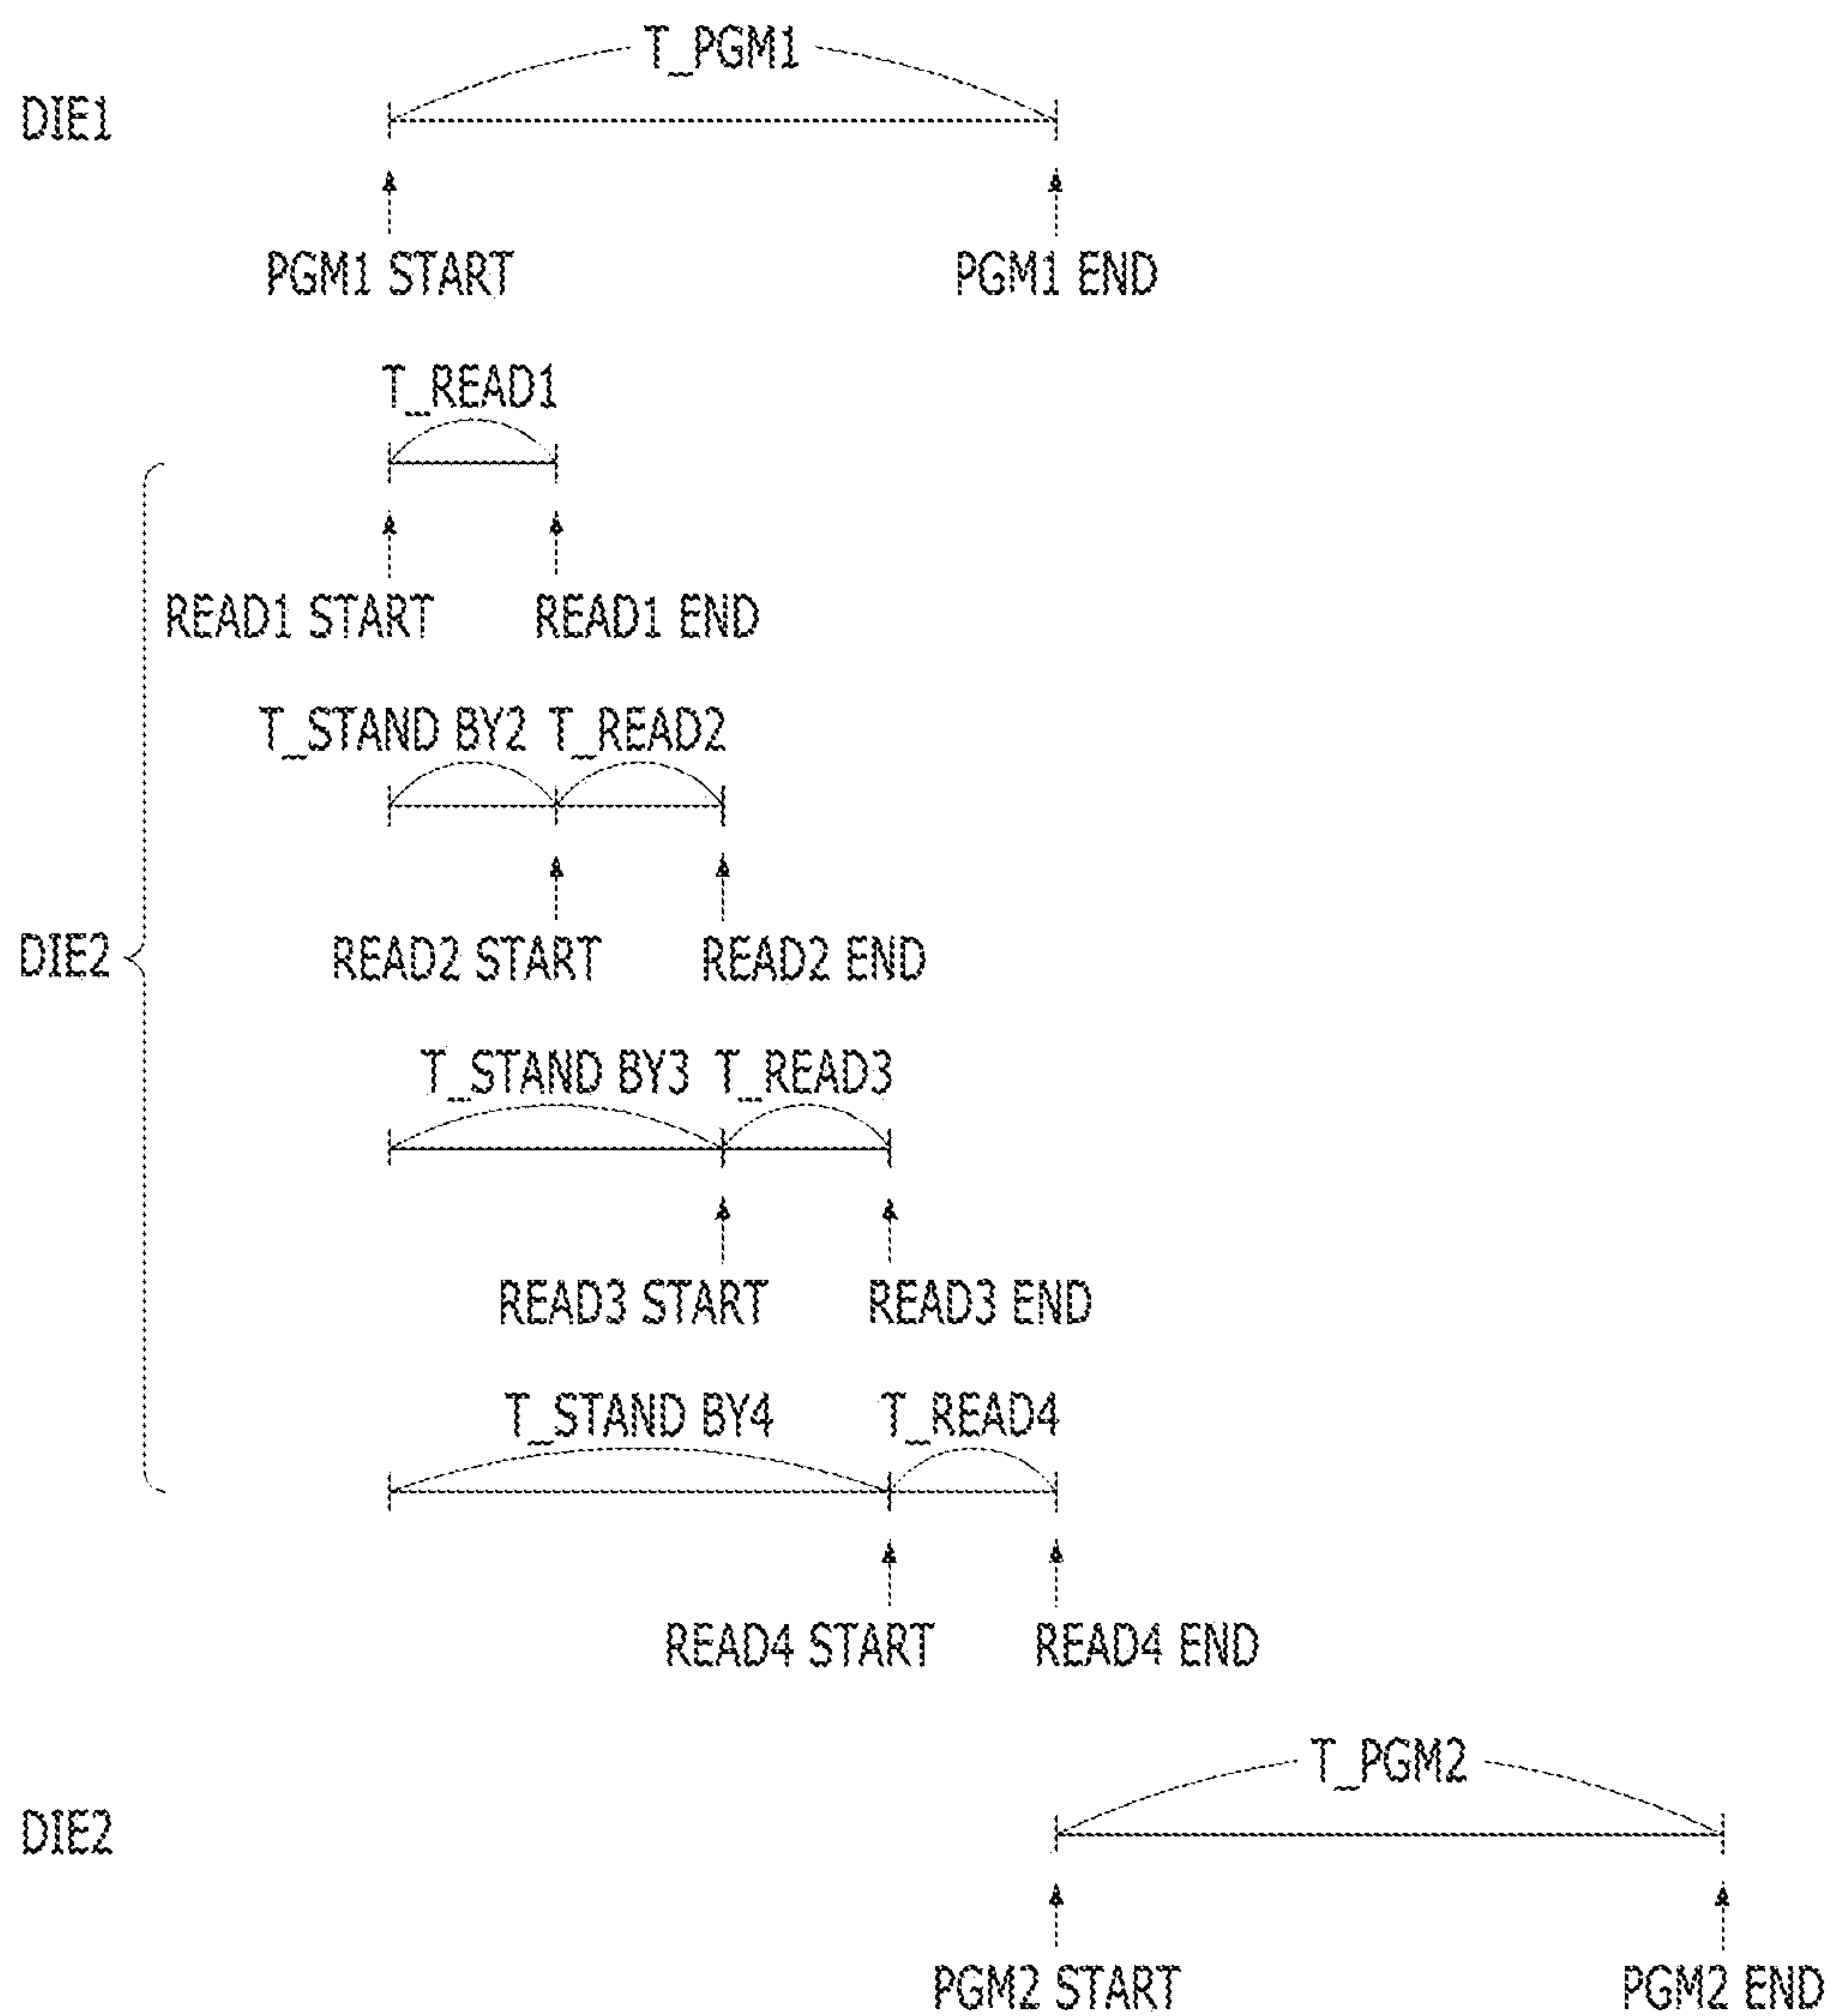 T_PGM1
DIE1
PGM1 START PGM1 END
T_READ1
READ1 START READ1 END
T_STAND BY2 T_READ2
DIE2
READ2 START READ2 END
T_STAND BY3 T_READ3
READ3 START READ3 END
T_STAND BY4 T_READ4
READ4 START READ4 END
T_PGM2
DIE2
PGM2 START PGM2 END